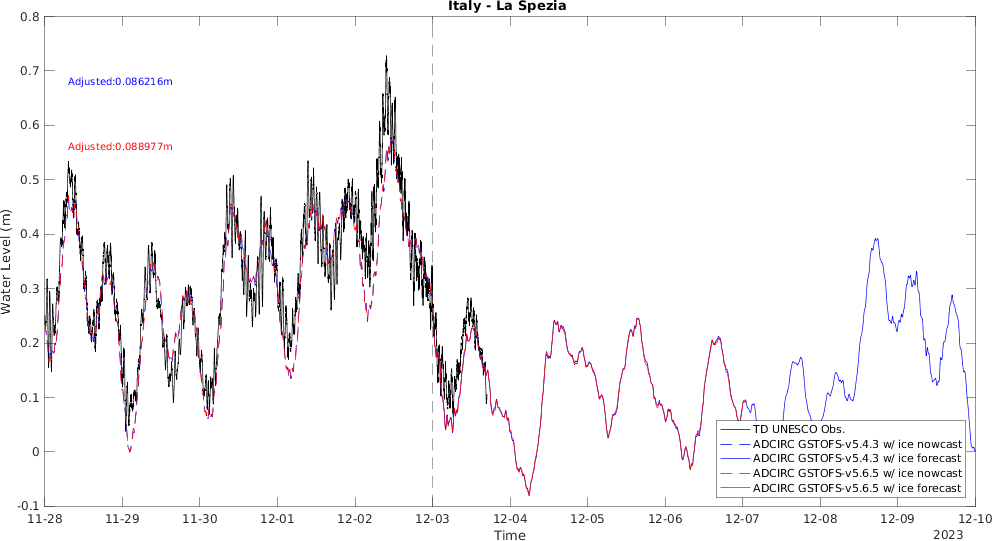 Italy - La Spezia
Adjusted:0.086216m
Adjusted:0.088977m
Water Level (m)
0.8
0.7
0.6
0.5
0.4
0.3
0.2
0.1
0
-0.1
TD UNESCO Obs.
ADCIRC GSTOFS-v5.4.3 w/ ice nowcast
ADCIRC GSTOFS-v5.4.3 w/ ice forecast
ADCIRC GSTOFS-v5.6.5 w/ ice nowcast
ADCIRC GSTOFS-v5.6.5 w/ ice forecast
11-28 11-29 11-30 12-01 12-02 12-03 12-04 12-05 12-06 12-07 12-08 12-09 12-10
Time
2023